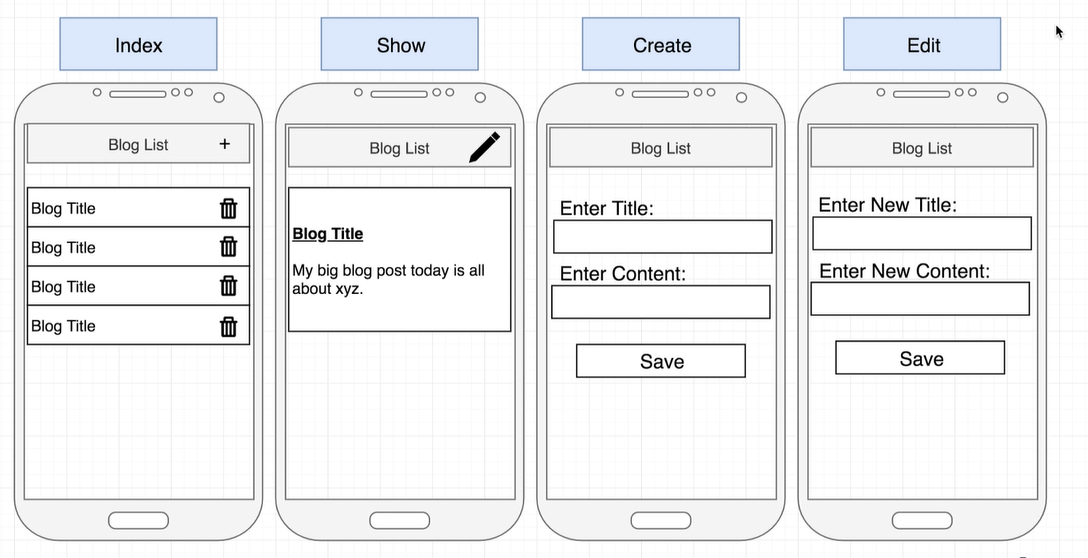 Index
Show
Create
Edit
Blog List +
Blog Title
Blog Title
Blog Title
Blog Title
Blog List
Blog Title
My big blog post today is all
about xyz.
Blog List
Enter Title:
Enter Content:
Save
Blog List
Enter New Title:
Enter New Content:
Save